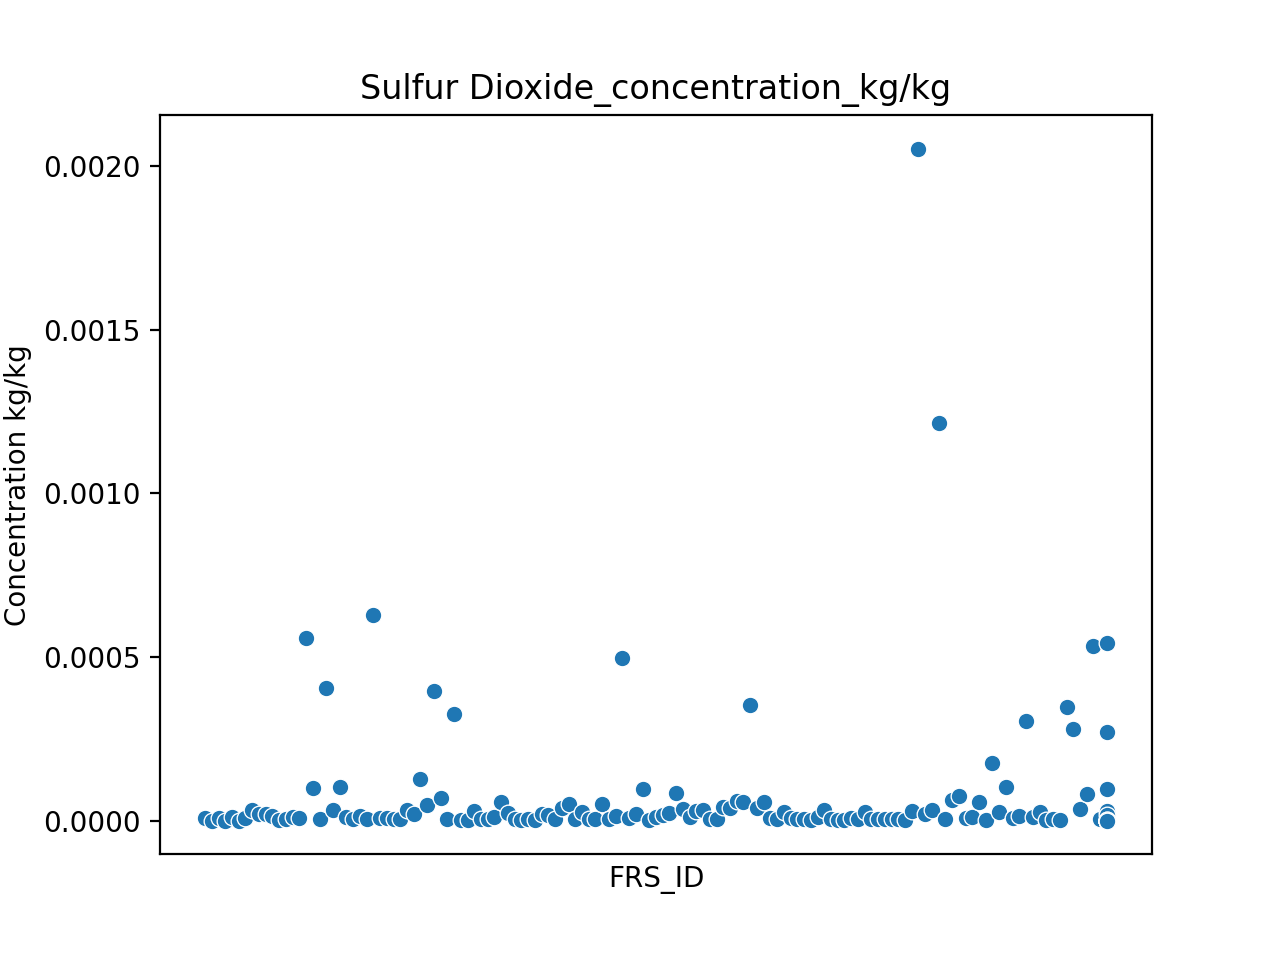 Sulfur Dioxide_concentration_kg/kg
0.0020
0.0015
0.0010
0.0005
0.0000
Concentration kg/kg
FRS_ID